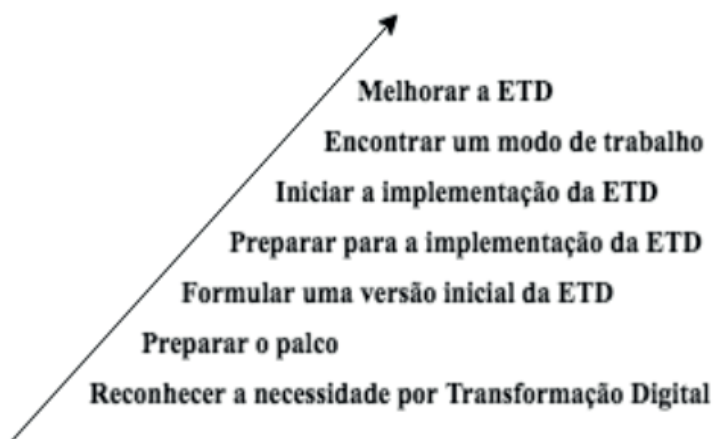 Melhorar a ETD
Encontrar um modo de trabalho
Iniciar a implementação da ETD
Preparar para a implementação da ETD
Formular uma versão inicial da ETD
Preparar o palco
Reconhecer a necessidade por Transformação Digital